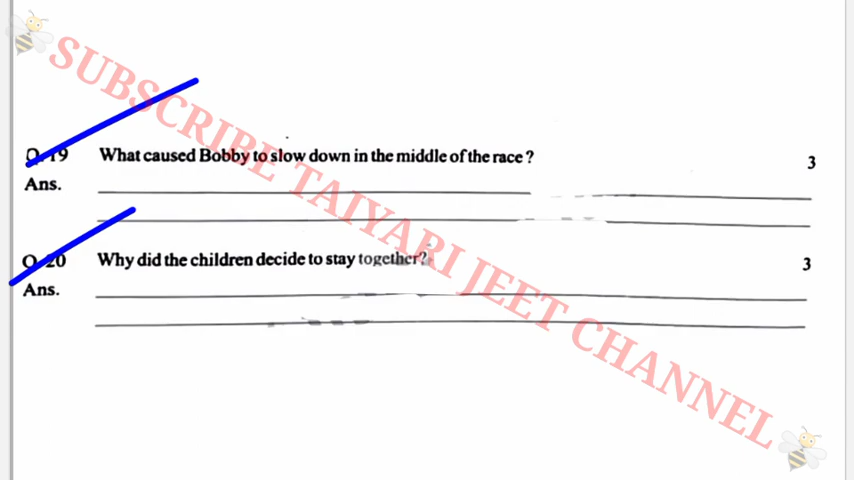 SUBSCRIBE TAIYARI JEET CHANNEL
Q. 19 What caused Bobby to slow down in the middle of the race ? 3
Ans.
Q. 20 Why did the children decide to stay together? 3
Ans.